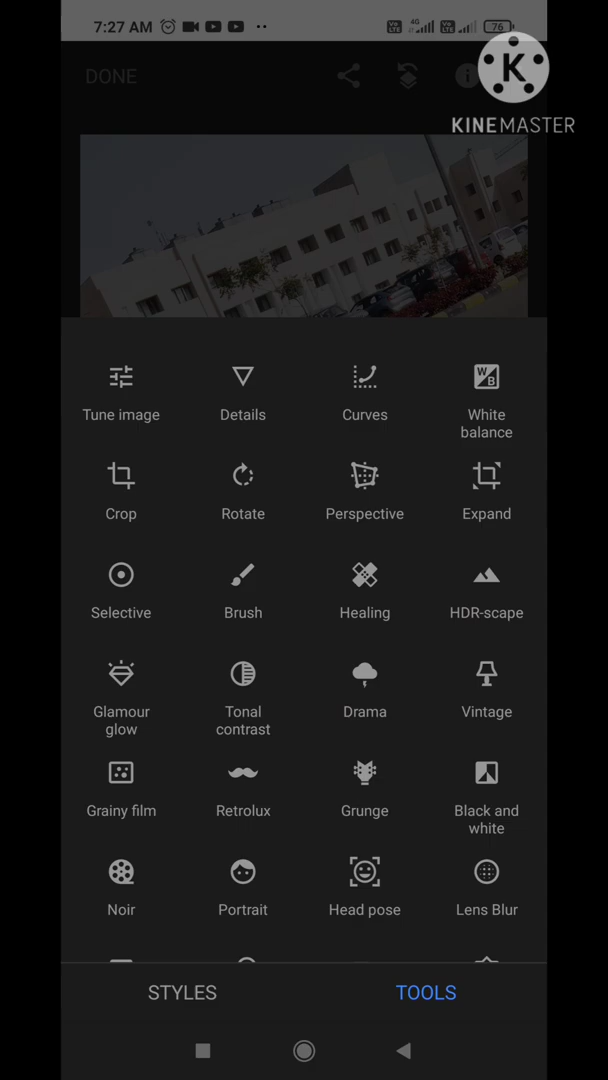 7:27 AM
4G
76
DONE
K
KINEMASTER
Tune image
Details
Curves
W
B
White
balance
Crop
Rotate
Perspective
Expand
Selective
Brush
Healing
HDR-scape
Glamour
glow
Tonal
contrast
Drama
Vintage
Grainy film
Retrolux
Grunge
Black and
white
Noir
Portrait
Head pose
Lens Blur
STYLES
TOOLS